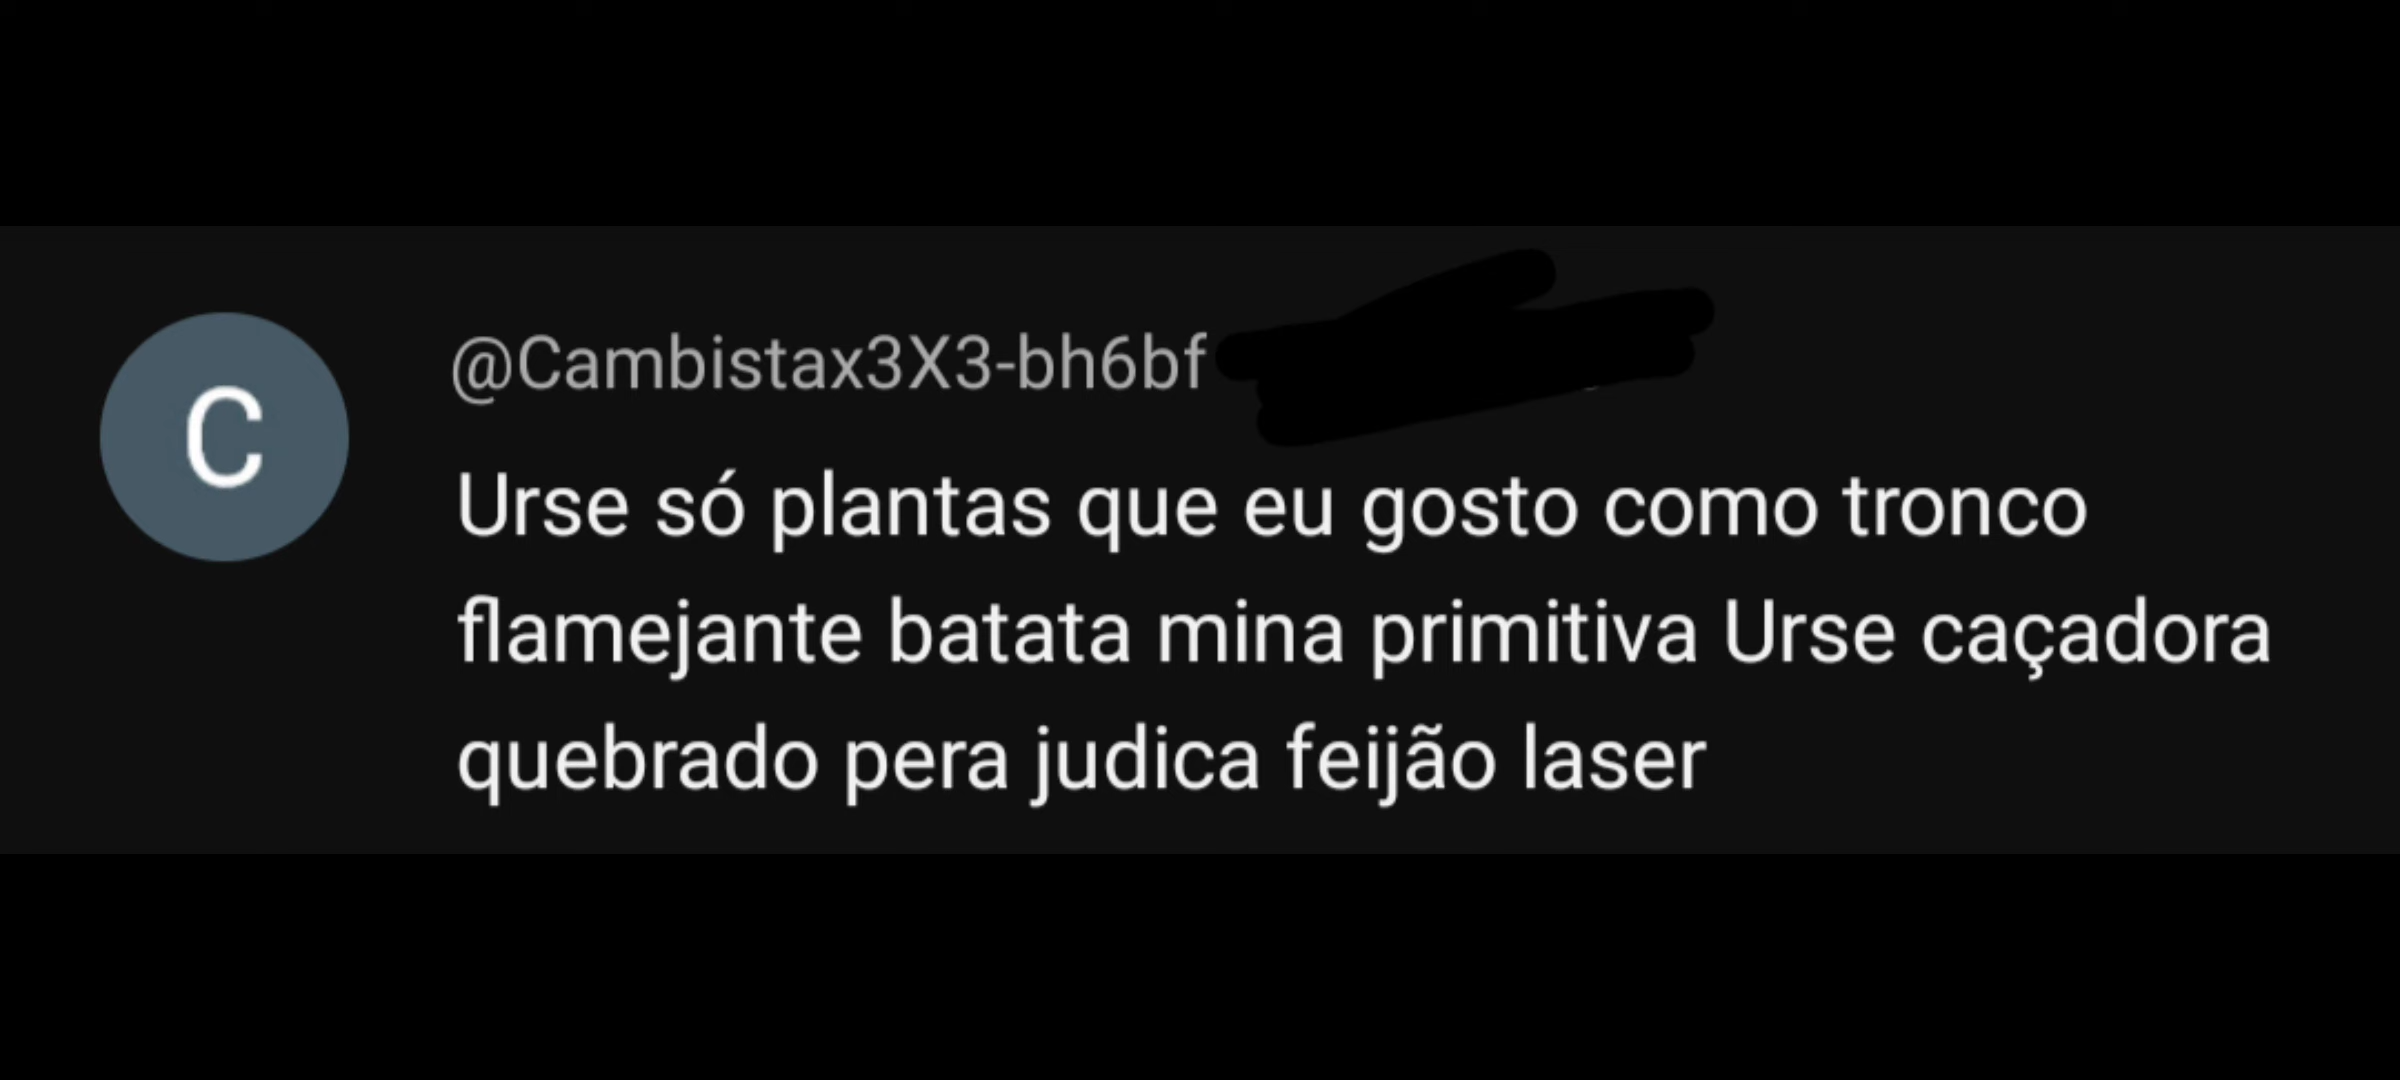 C
@Cambistax3X3-bh6bf
Urse só plantas que eu gosto como tronco
flamejante batata mina primitiva Urse caçadora
quebrado pera judica feijão laser